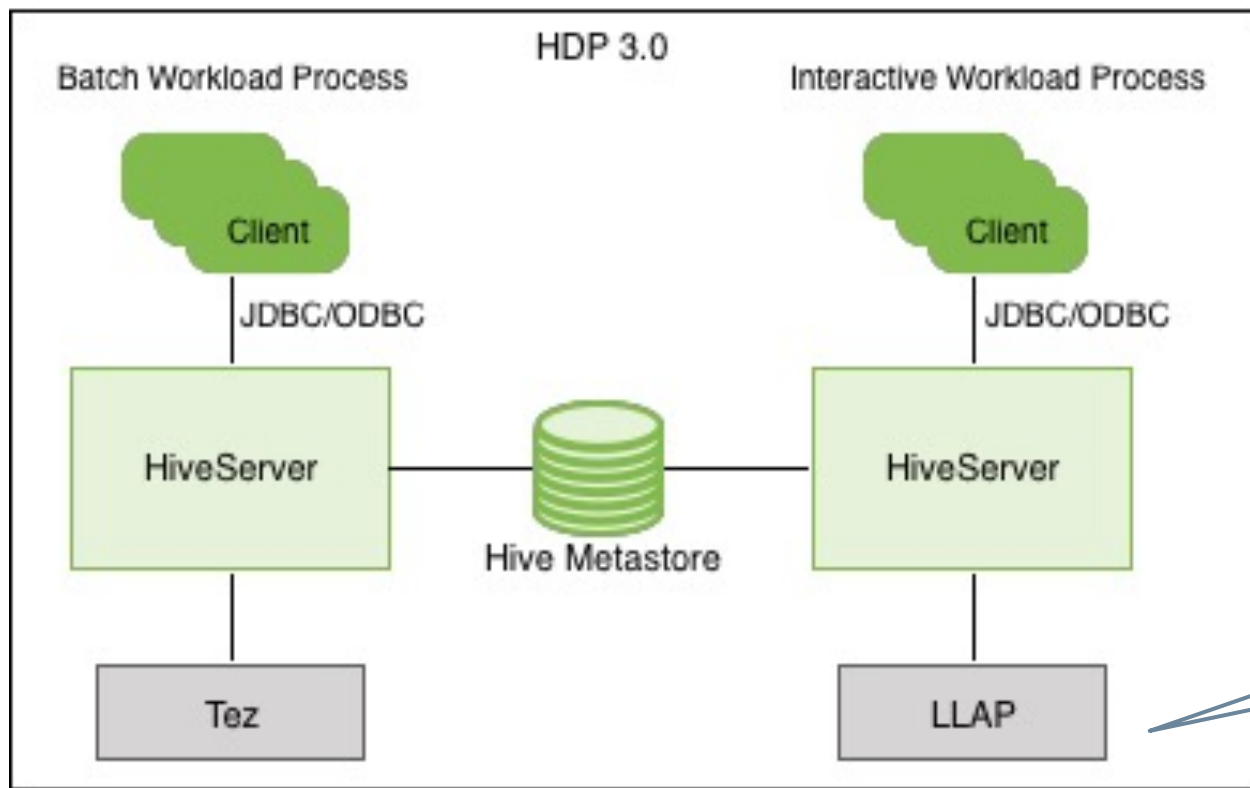 HDP 3.0
Batch Workload Process
Interactive Workload Process
Client
Client
JDBC/ODBC
JDBC/ODBC
HiveServer
HiveServer
Hive Metastore
Tez
LLAP